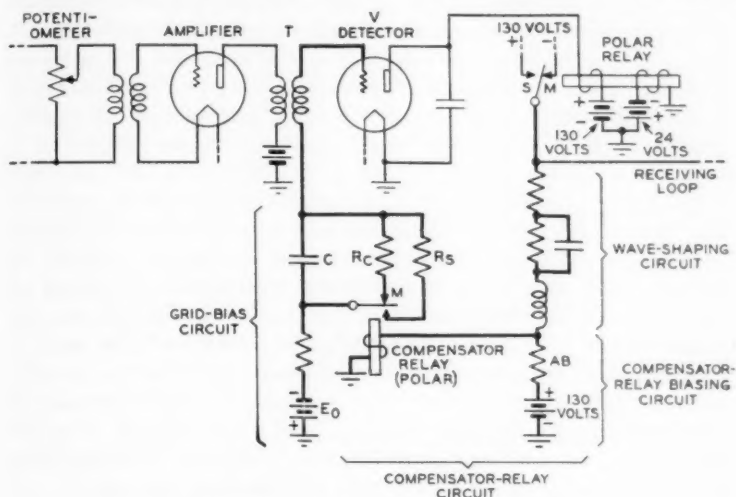 POTENTI-
OMETER
AMPLIFIER
T
V
DETECTOR
130 VOLTS
+ -
S M
POLAR
RELAY
+ -
- +
130
VOLTS
24
VOLTS
RECEIVING
LOOP
WAVE-SHAPING
CIRCUIT
C
RC
RS
M
GRID-BIAS
CIRCUIT
COMPENSATOR
RELAY
(POLAR)
AB
COMPENSATOR-
RELAY BIASING
CIRCUIT
-
E0
+
+
130
VOLTS
-
COMPENSATOR-RELAY
CIRCUIT